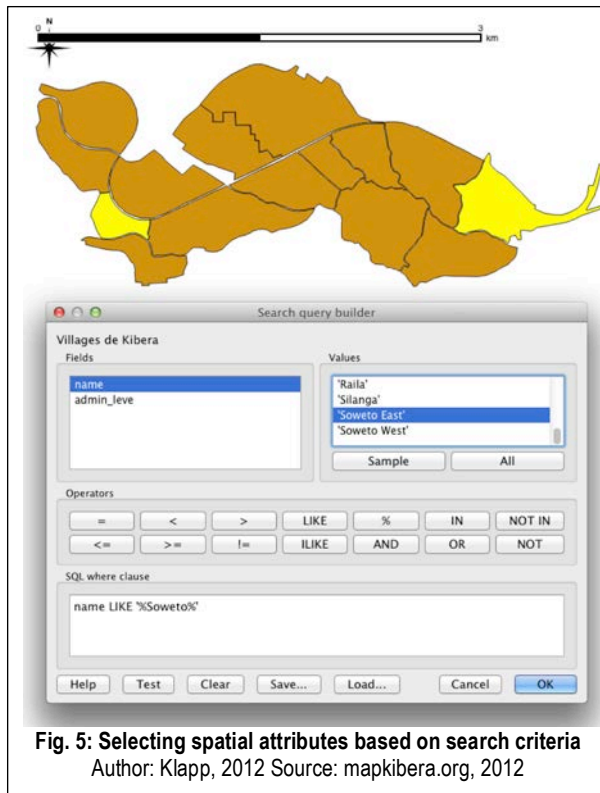 N
0 3
km
Search query builder
Villages de Kibera
Fields Values
name
admin_leve
'Raila'
'Silanga'
'Soweto East'
'Soweto West'
Sample All
Operators
= < > LIKE % IN NOT IN
<= >= != ILIKE AND OR NOT
SQL where clause
name LIKE '%Soweto%'
Help Test Clear Save... Load... Cancel OK
Fig. 5: Selecting spatial attributes based on search criteria
Author: Klapp, 2012 Source: mapkibera.org, 2012